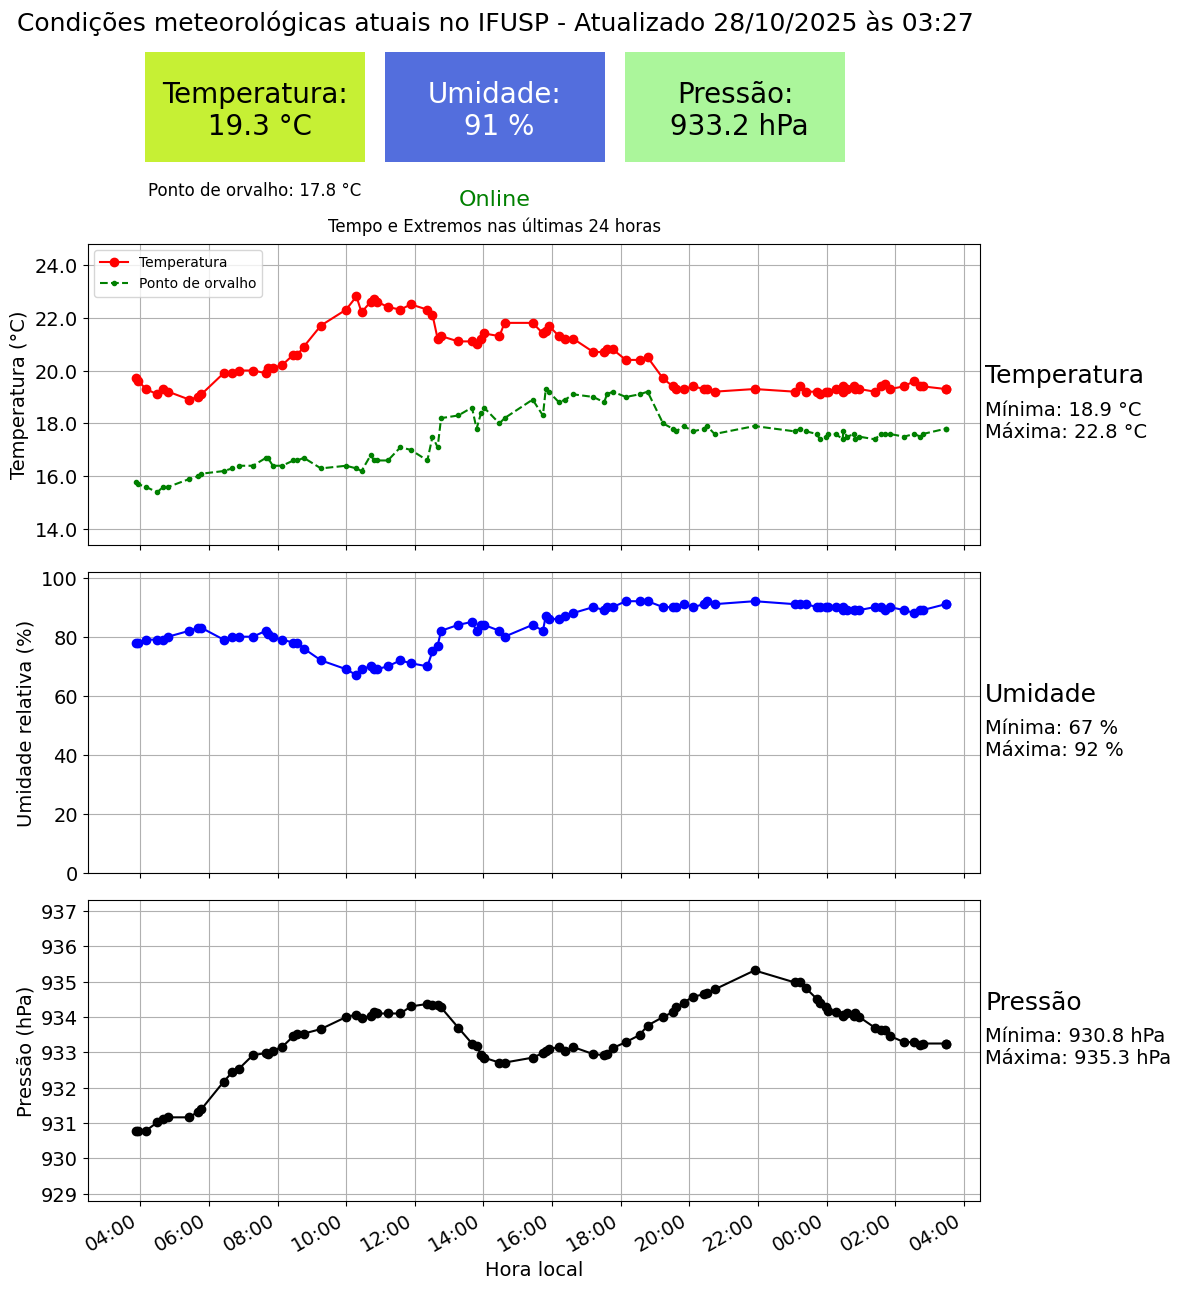 Condições meteorológicas atuais no IFUSP - Atualizado 28/10/2025 às 03:27
Temperatura:
19.3 °C
Umidade:
91 %
Pressão:
933.2 hPa
Ponto de orvalho: 17.8 °C
Online
Tempo e Extremos nas últimas 24 horas
Temperatura
Ponto de orvalho
Temperatura (°C)
24.0
22.0
20.0
18.0
16.0
14.0
Temperatura
Mínima: 18.9 °C
Máxima: 22.8 °C
Umidade relativa (%)
100
80
60
40
20
0
Umidade
Mínima: 67 %
Máxima: 92 %
Pressão (hPa)
937
936
935
934
933
932
931
930
929
Pressão
Mínima: 930.8 hPa
Máxima: 935.3 hPa
04:00
06:00
08:00
10:00
12:00
14:00
16:00
18:00
20:00
22:00
00:00
02:00
04:00
Hora local